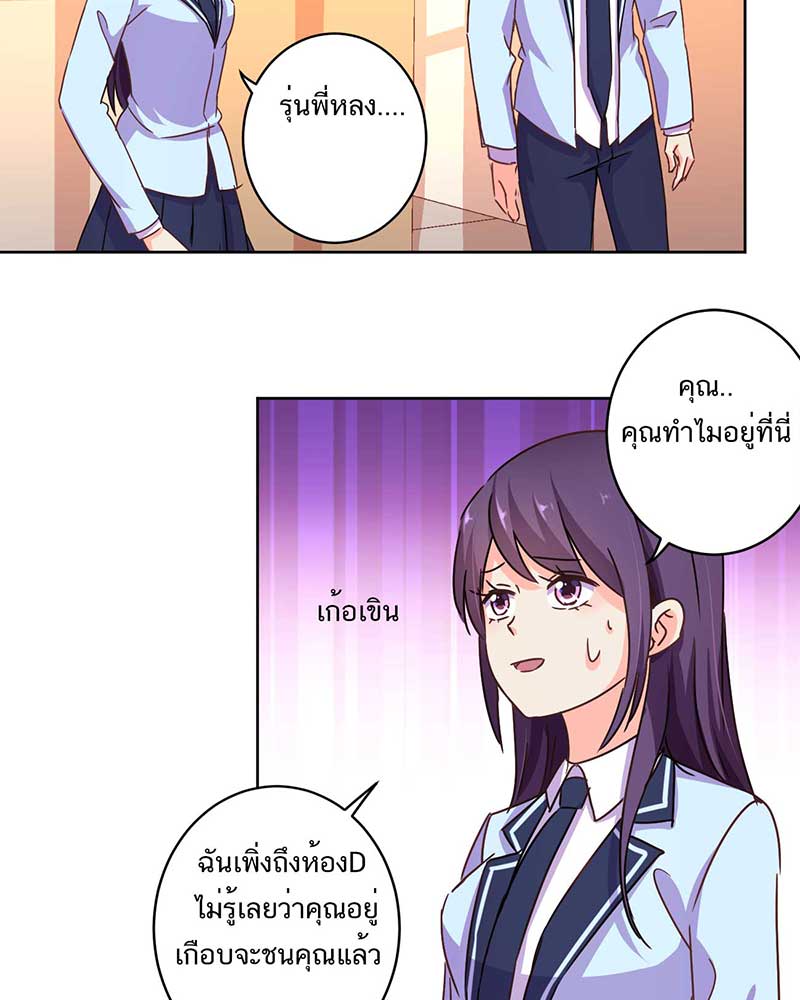 รุ่นพี่หลง....
คุณ..
คุณทำไมอยู่ที่นี่
เก้อเขิน
ฉันเพิ่งถึงห้องD
ไม่รู้เลยว่าคุณอยู่
เกือบจะชนคุณแล้ว